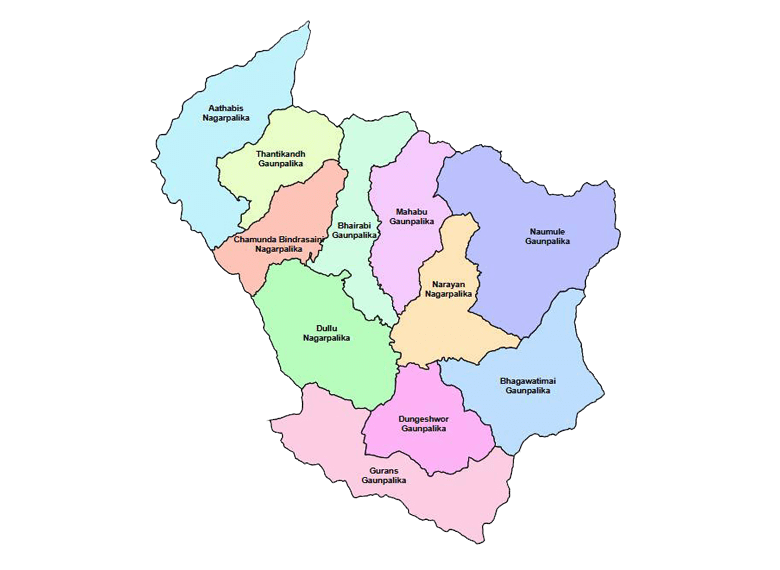 Aathabis
Nagarpalika
Thantikandh
Gaunpalika
Chamunda Bindrasaini
Nagarpalika
Bhairabi
Gaunpalika
Mahabu
Gaunpalika
Naumule
Gaunpalika
Narayan
Nagarpalika
Dullu
Nagarpalika
Bhagawatimai
Gaunpalika
Dungeshwor
Gaunpalika
Gurans
Gaunpalika